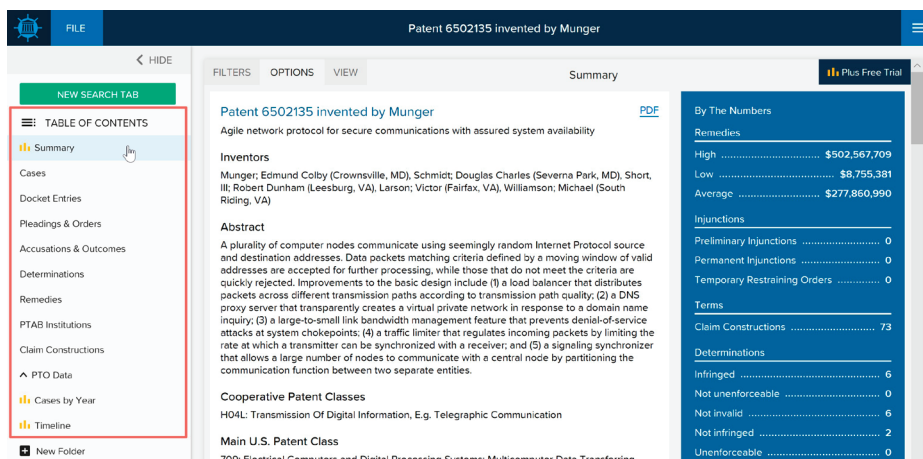 FILE
Patent 6502135 invented by Munger
HIDE
NEW SEARCH TAB
TABLE OF CONTENTS
Summary
Cases
Docket Entries
Pleadings & Orders
Accusations & Outcomes
Determinations
Remedies
PTAB Institutions
Claim Constructions
PTO Data
Cases by Year
Timeline
New Folder
FILTERS OPTIONS VIEW
Summary
Plus Free Trial
Patent 6502135 invented by Munger
PDF
Agile network protocol for secure communications with assured system availability
Inventors
Munger; Edmund Colby (Crownsville, MD), Schmidt; Douglas Charles (Severna Park, MD), Short,
III; Robert Dunham (Leesburg, VA), Larson; Victor (Fairfax, VA), Williamson; Michael (South
Riding, VA)
Abstract
A plurality of computer nodes communicate using seemingly random Internet Protocol source
and destination addresses. Data packets matching criteria defined by a moving window of valid
addresses are accepted for further processing, while those that do not meet the criteria are
quickly rejected. Improvements to the basic design include (1) a load balancer that distributes
packets across different transmission paths according to transmission path quality; (2) a DNS
proxy server that transparently creates a virtual private network in response to a domain name
inquiry; (3) a large-to-small link bandwidth management feature that prevents denial-of-service
attacks at system chokepoints; (4) a traffic limiter that regulates incoming packets by limiting the
rate at which a transmitter can be synchronized with a receiver; and (5) a signaling synchronizer
that allows a large number of nodes to communicate with a central node by partitioning the
communication function between two separate entities.
Cooperative Patent Classes
H04L: Transmission Of Digital Information, E.g. Telegraphic Communication
Main U.S. Patent Class
709: Electrical Computers and Digital Processing Systems: Multicomputer Data Transferring
By The Numbers
Remedies
High $502,567,709
Low $8,755,381
Average $277,860,990
Injunctions
Preliminary Injunctions 0
Permanent Injunctions 0
Temporary Restraining Orders 0
Terms
Claim Constructions 73
Determinations
Infringed 6
Not unenforceable 0
Not invalid 6
Not infringed 2
Unenforceable 0